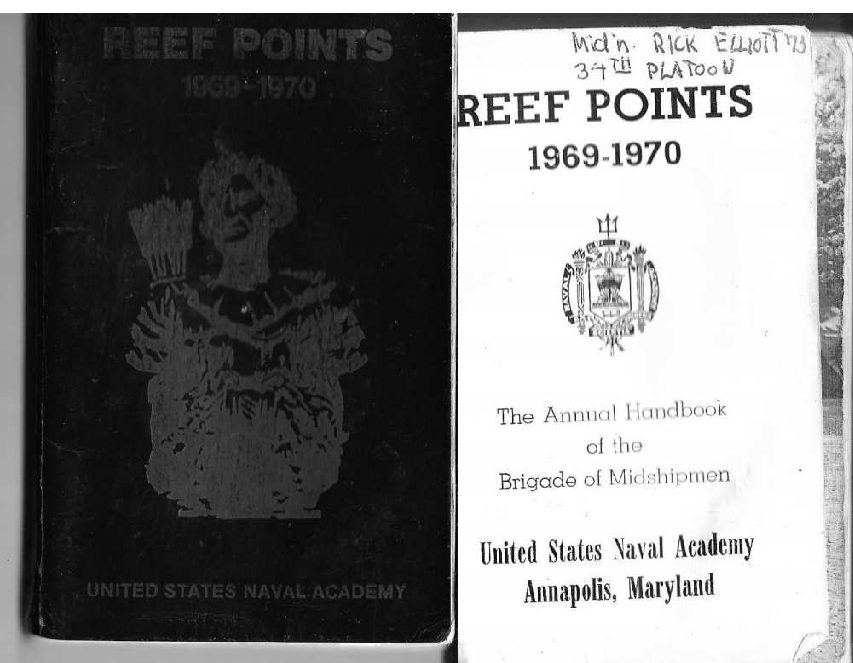 REEF POINTS
1969-1970
UNITED STATES NAVAL ACADEMY
Mid'n. RICK ELLIOTT '73
34TH PLATOON
REEF POINTS
1969-1970
The Annual Handbook
of the
Brigade of Midshipmen
United States Naval Academy
Annapolis, Maryland